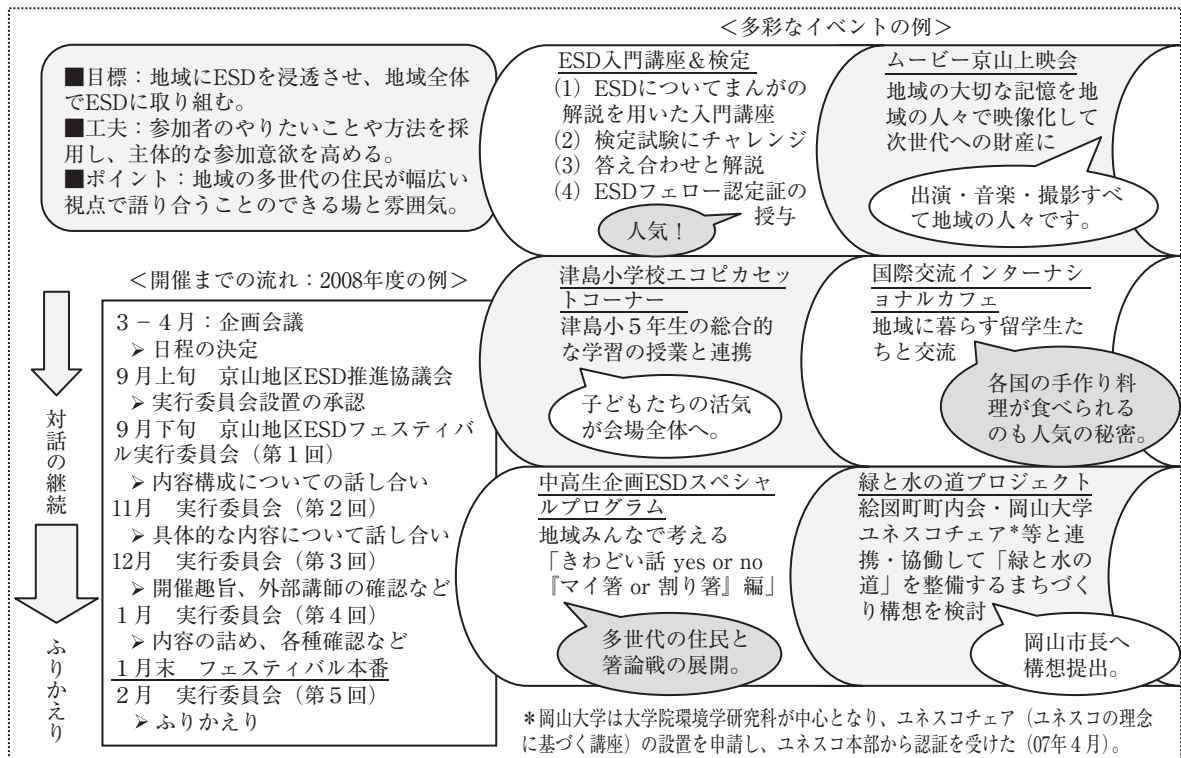 ＜多彩なイベントの例＞
■目標：地域にESDを浸透させ、地域全体
でESDに取り組む。
■工夫：参加者のやりたいことや方法を採
用し、主体的な参加意欲を高める。
■ポイント：地域の多世代の住民が幅広い
視点で語り合うことのできる場と雰囲気。
ESD入門講座＆検定
(1) ESDについてまんがの
解説を用いた入門講座
(2) 検定試験にチャレンジ
(3) 答え合わせと解説
(4) ESDフェロー認定証の
授与
人気！
ムービー京山上映会
地域の大切な記憶を地
域の人々で映像化して
次世代への財産に
出演・音楽・撮影すべ
て地域の人々です。
＜開催までの流れ：2008年度の例＞
対話の継続
ふりかえり
３－４月：企画会議
➢日程の決定
９月上旬　京山地区ESD推進協議会
➢実行委員会設置の承認
９月下旬　京山地区ESDフェスティバ
ル実行委員会（第１回）
➢内容構成についての話し合い
11月　実行委員会（第２回）
➢具体的な内容について話し合い
12月　実行委員会（第３回）
➢開催趣旨、外部講師の確認など
１月　実行委員会（第４回）
➢内容の詰め、各種確認など
１月末　フェスティバル本番
２月　実行委員会（第５回）
➢ふりかえり
津島小学校エコピカセッ
トコーナー
津島小５年生の総合的
な学習の授業と連携
子どもたちの活気
が会場全体へ。
国際交流インターナシ
ョナルカフェ
地域に暮らす留学生た
ちと交流
各国の手作り料
理が食べられる
のも人気の秘密。
中高生企画ESDスペシャ
ルプログラム
地域みんなで考える
「きわどい話 yes or no
『マイ箸 or 割り箸』編」
多世代の住民と
箸論戦の展開。
緑と水の道プロジェクト
絵図町町内会・岡山大学
ユネスコチェア＊等と連
携・協働して「緑と水の
道」を整備するまちづく
り構想を検討
岡山市長へ
構想提出。
＊岡山大学は大学院環境学研究科が中心となり、ユネスコチェア（ユネスコの理念
に基づく講座）の設置を申請し、ユネスコ本部から認証を受けた（07年４月）。